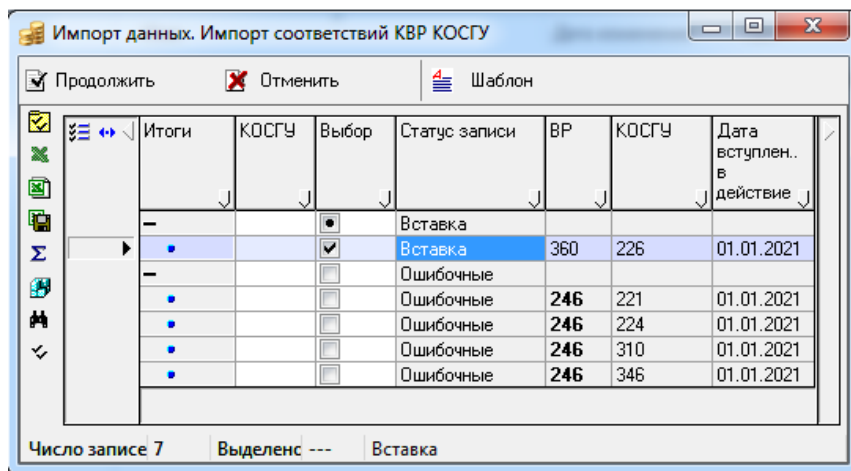 Импорт данных. Импорт соответствий КВР КОСГУ
Продолжить Отменить Шаблон
Итоги КОСГУ Выбор Статус записи ВР КОСГУ Дата
вступлен..
в
действие
Вставка
Вставка 360 226 01.01.2021
Ошибочные
Ошибочные 246 221 01.01.2021
Ошибочные 246 224 01.01.2021
Ошибочные 246 310 01.01.2021
Ошибочные 246 346 01.01.2021
Число записе 7 Выделенс --- Вставка